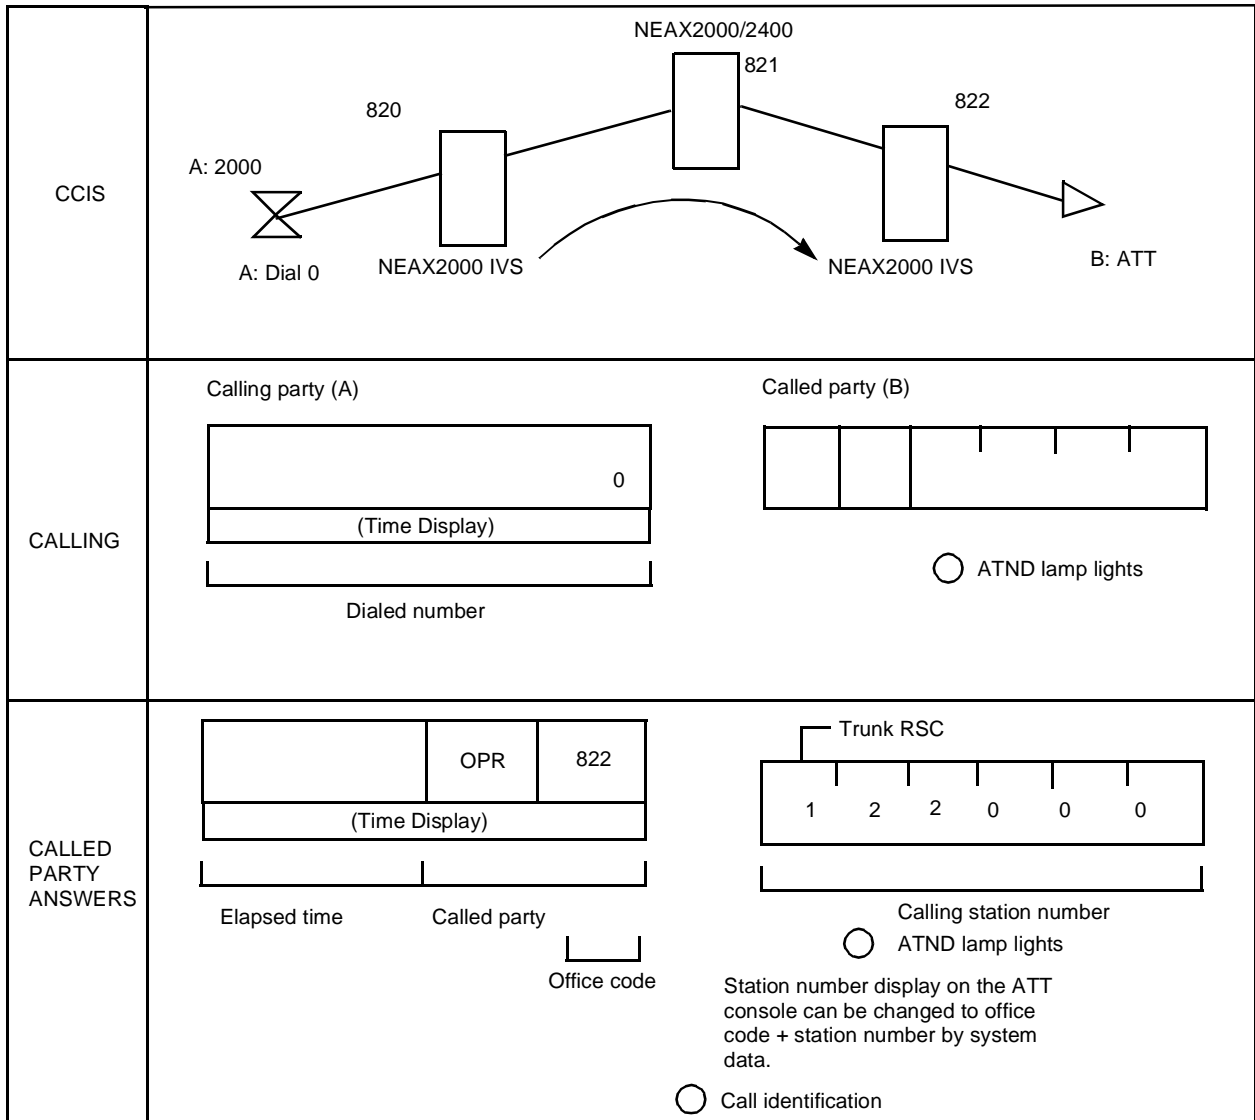 CCIS
NEAX2000/2400
821
820
822
A: 2000
A: Dial 0
NEAX2000 IVS
NEAX2000 IVS
B: ATT
CALLING
Calling party (A)
0
(Time Display)
Dialed number
Called party (B)
ATND lamp lights
CALLED
PARTY
ANSWERS
OPR 822
(Time Display)
Elapsed time
Called party
Office code
Trunk RSC
1 2 2 0 0 0
Calling station number
ATND lamp lights
Station number display on the ATT
console can be changed to office
code + station number by system
data.
Call identification